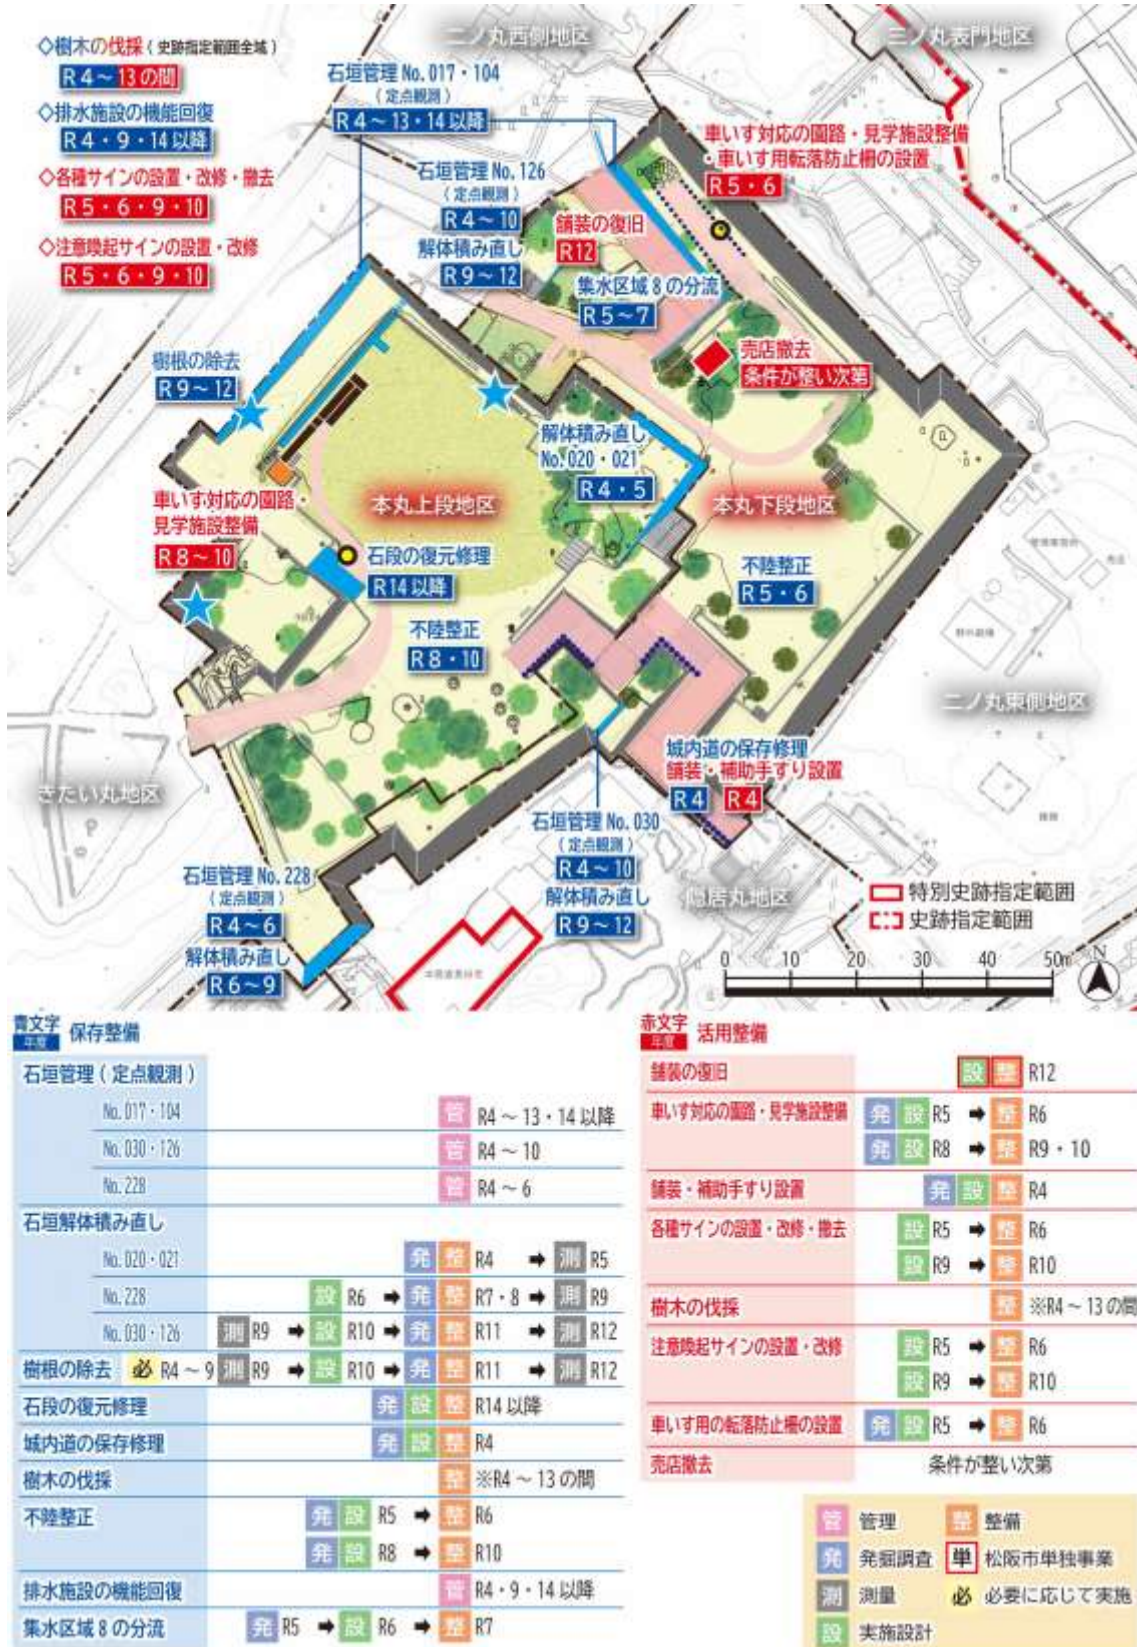 二ノ丸西側地区
三ノ丸表門地区
◇樹木の伐採(史跡指定範囲全域)
R4～13の間
◇排水施設の機能回復
R4・9・14以降
◇各種サインの設置・改修・撤去
R5・6・9・10
◇注意喚起サインの設置・改修
R5・6・9・10
石垣管理No.017・104
(定点観測)
R4～13・14以降
石垣管理No.126
(定点観測)
R4～10
解体積み直し
R9～12
車いす対応の園路・見学施設整備
・車いす用転落防止柵の設置
R5・6
舗装の復旧
R12
集水区域8の分流
R5～7
売店撤去
条件が整い次第
樹根の除去
R9～12
解体積み直し
No.020・021
R4・5
本丸上段地区
本丸下段地区
車いす対応の園路・
見学施設整備
R8～10
石段の復元修理
R14以降
不陸整正
R5・6
不陸整正
R8・10
二ノ丸東側地区
きたい丸地区
城内道の保存修理
舗装・補助手すり設置
R4 R4
石垣管理No.030
(定点観測)
R4～10
解体積み直し
R9～12
石垣管理No.228
(定点観測)
R4～6
解体積み直し
R6～9
隠居丸地区
特別史跡指定範囲
史跡指定範囲
0 10 20 30 40 50m
N
青文字
年度
保存整備
石垣管理(定点観測)
No.017・104 管 R4～13・14以降
No.030・126 管 R4～10
No.228 管 R4～6
石垣解体積み直し
No.020・021 発 整 R4 ➡ 測 R5
No.228 設 R6 ➡ 発 整 R7・8 ➡ 測 R9
No.030・126 測 R9 ➡ 設 R10 ➡ 発 整 R11 ➡ 測 R12
樹根の除去 必 R4～9 測 R9 ➡ 設 R10 ➡ 発 整 R11 ➡ 測 R12
石段の復元修理 発 設 整 R14以降
城内道の保存修理 発 設 整 R4
樹木の伐採 整 ※R4～13の間
不陸整正 発 設 R5 ➡ 整 R6
発 設 R8 ➡ 整 R10
排水施設の機能回復 管 R4・9・14以降
集水区域8の分流 発 R5 ➡ 設 R6 ➡ 整 R7
赤文字
年度
活用整備
舗装の復旧 設 整 R12
車いす対応の園路・見学施設整備 発 設 R5 ➡ 整 R6
発 設 R8 ➡ 整 R9・10
舗装・補助手すり設置 発 設 整 R4
各種サインの設置・改修・撤去 設 R5 ➡ 整 R6
設 R9 ➡ 整 R10
樹木の伐採 整 ※R4～13の間
注意喚起サインの設置・改修 設 R5 ➡ 整 R6
設 R9 ➡ 整 R10
車いす用の転落防止柵の設置 発 設 R5 ➡ 整 R6
売店撤去 条件が整い次第
管 管理 整 整備
発 発掘調査 単 松阪市単独事業
測 測量 必 必要に応じて実施
設 実施設計